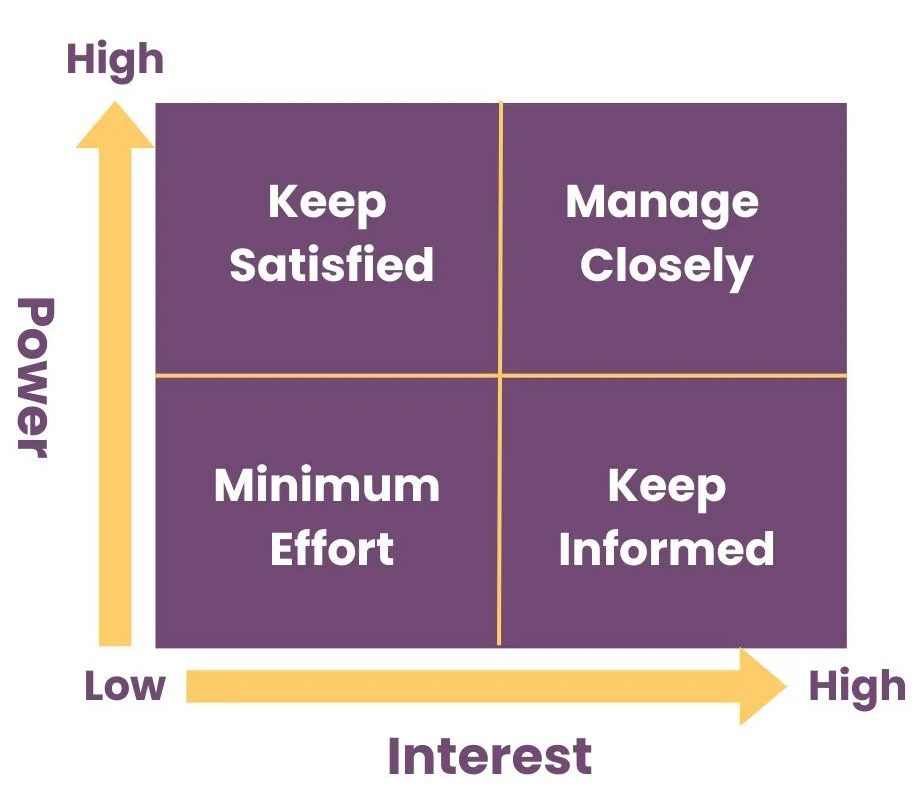 High
Keep
Satisfied
Manage
Closely
Power
Minimum
Effort
Keep
Informed
Low
High
Interest